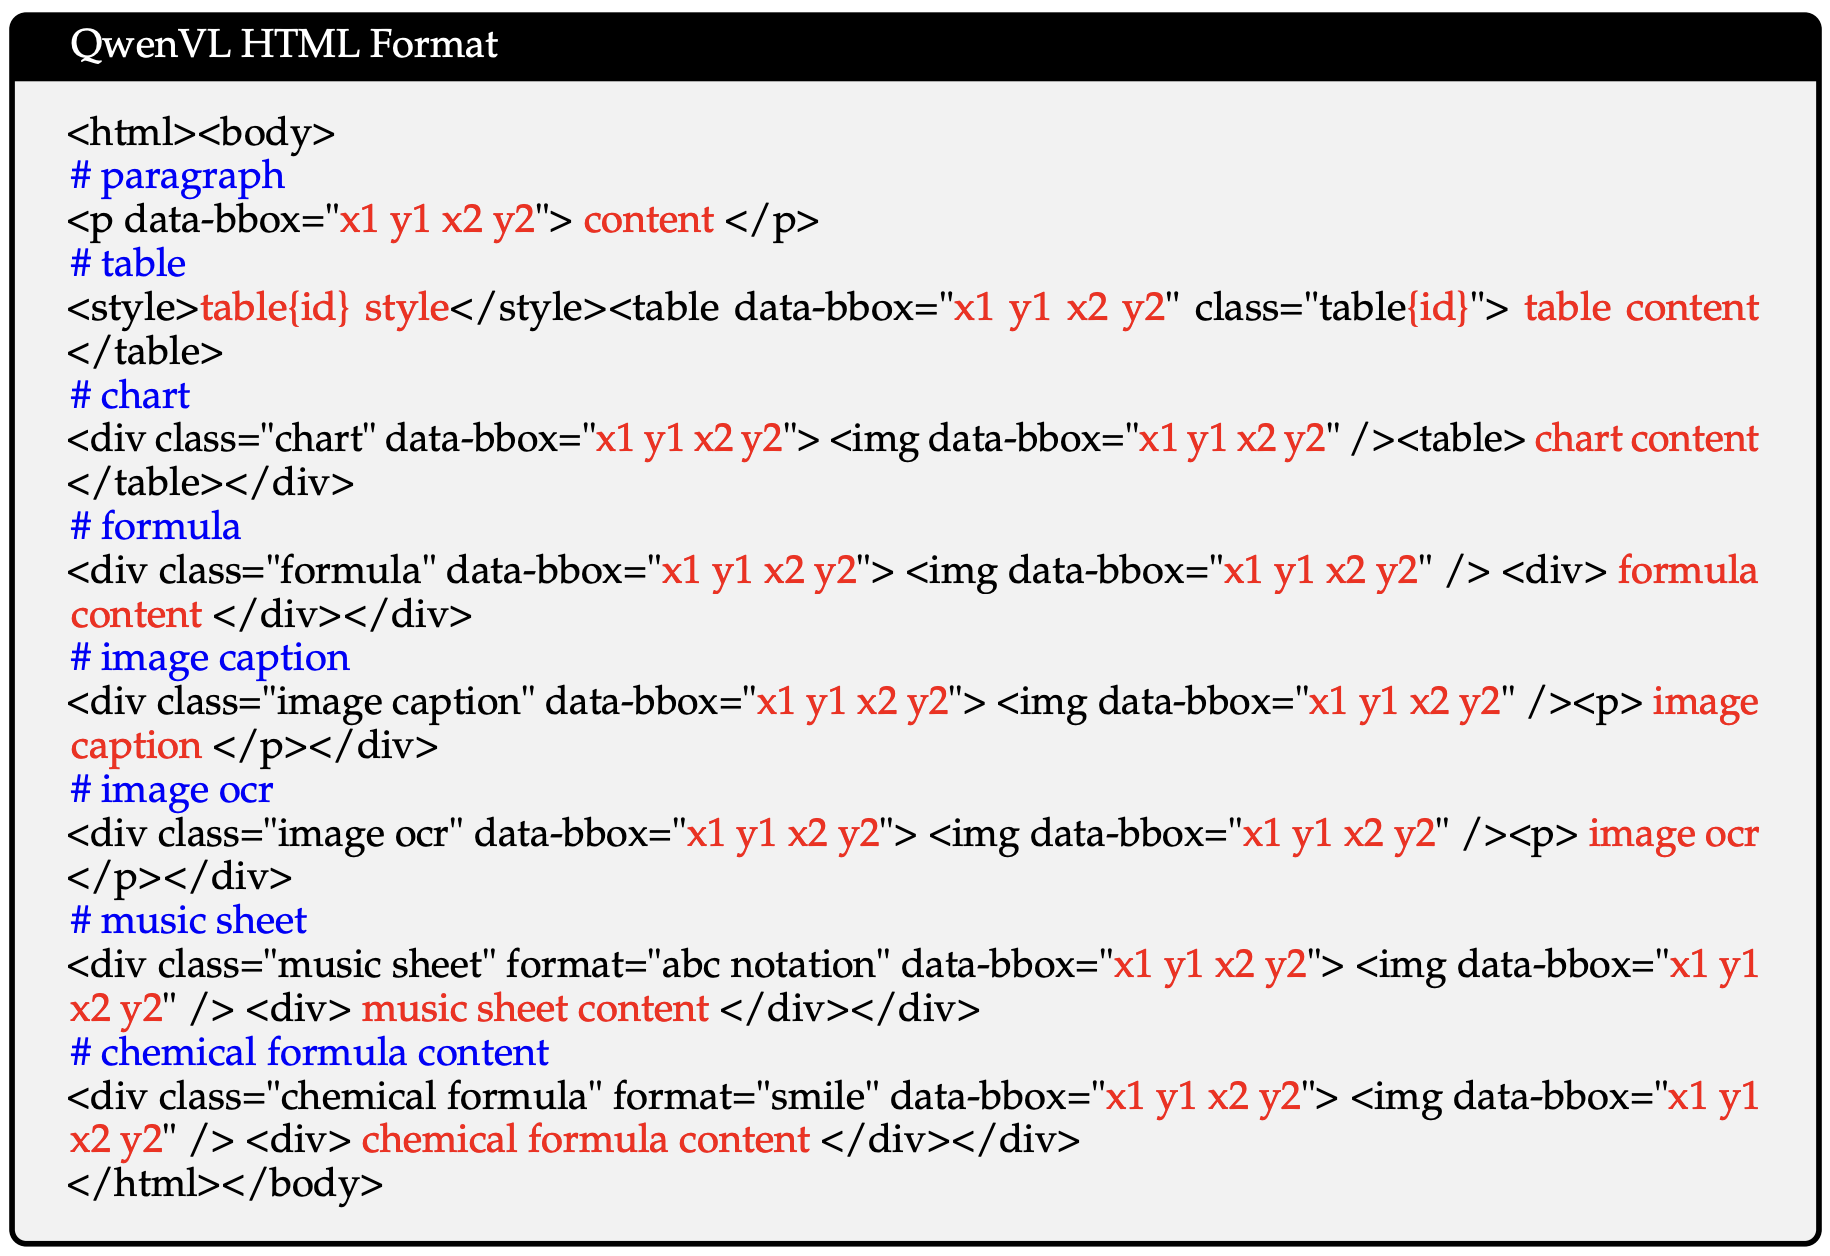 QwenVL HTML Format
<html><body>
# paragraph
<p data-bbox="x1 y1 x2 y2"> content </p>
# table
<style>table{id} style</style><table data-bbox="x1 y1 x2 y2" class="table{id}"> table content
</table>
# chart
<div class="chart" data-bbox="x1 y1 x2 y2"> <img data-bbox="x1 y1 x2 y2" /><table> chart content
</table></div>
# formula
<div class="formula" data-bbox="x1 y1 x2 y2"> <img data-bbox="x1 y1 x2 y2" /> <div> formula
content </div></div>
# image caption
<div class="image caption" data-bbox="x1 y1 x2 y2"> <img data-bbox="x1 y1 x2 y2" /><p> image
caption </p></div>
# image ocr
<div class="image ocr" data-bbox="x1 y1 x2 y2"> <img data-bbox="x1 y1 x2 y2" /><p> image ocr
</p></div>
# music sheet
<div class="music sheet" format="abc notation" data-bbox="x1 y1 x2 y2"> <img data-bbox="x1 y1
x2 y2" /> <div> music sheet content </div></div>
# chemical formula content
<div class="chemical formula" format="smile" data-bbox="x1 y1 x2 y2"> <img data-bbox="x1 y1
x2 y2" /> <div> chemical formula content </div></div>
</html></body>